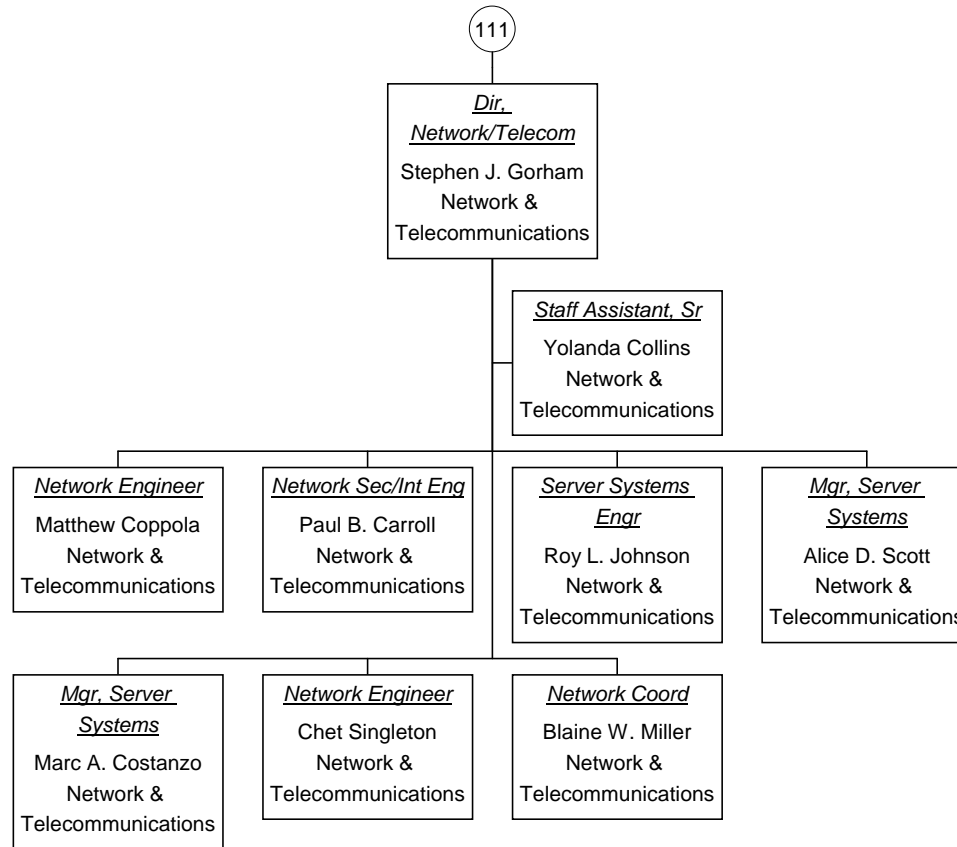 111
Dir,
Network/Telecom
Stephen J. Gorham
Network &
Telecommunications
Staff Assistant, Sr
Yolanda Collins
Network &
Telecommunications
Network Engineer
Matthew Coppola
Network &
Telecommunications
Network Sec/Int Eng
Paul B. Carroll
Network &
Telecommunications
Server Systems
Engr
Roy L. Johnson
Network &
Telecommunications
Mgr, Server
Systems
Alice D. Scott
Network &
Telecommunications
Mgr, Server
Systems
Marc A. Costanzo
Network &
Telecommunications
Network Engineer
Chet Singleton
Network &
Telecommunications
Network Coord
Blaine W. Miller
Network &
Telecommunications